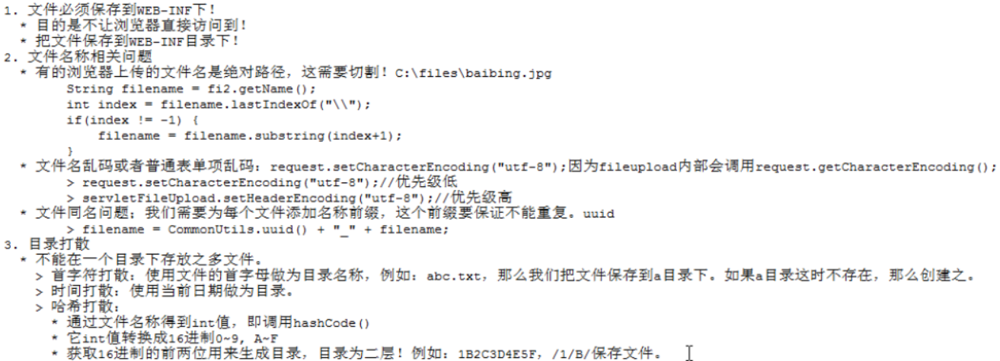 1. 文件必须保存到WEB-INF下！
* 目的是不让浏览器直接访问到！
* 把文件保存到WEB-INF目录下！
2. 文件名称相关问题
* 有的浏览器上传的文件名是绝对路径，这需要切割！C:\files\baibing.jpg
String filename = fi2.getName();
int index = filename.lastIndexOf("\\");
if(index != -1) {
filename = filename.substring(index+1);
}
* 文件名乱码或者普通表单项乱码：request.setCharacterEncoding("utf-8");因为fileupload内部会调用request.getCharacterEncoding();
> request.setCharacterEncoding("utf-8");//优先级低
> servletFileUpload.setHeaderEncoding("utf-8");//优先级高
* 文件同名问题；我们需要为每个文件添加名称前缀，这个前缀要保证不能重复。uuid
> filename = CommonUtils.uuid() + "_" + filename;
3. 目录打散
* 不能在一个目录下存放之多文件。
> 首字符打散：使用文件的首字母做为目录名称，例如：abc.txt，那么我们把文件保存到a目录下。如果a目录这时不存在，那么创建之。
> 时间打散：使用当前日期做为目录。
> 哈希打散：
* 通过文件名称得到int值，即调用hashCode()
* 它int值转换成16进制0~9, A~F
* 获取16进制的前两位用来生成目录，目录为二层！例如：1B2C3D4E5F，/1/B/保存文件。